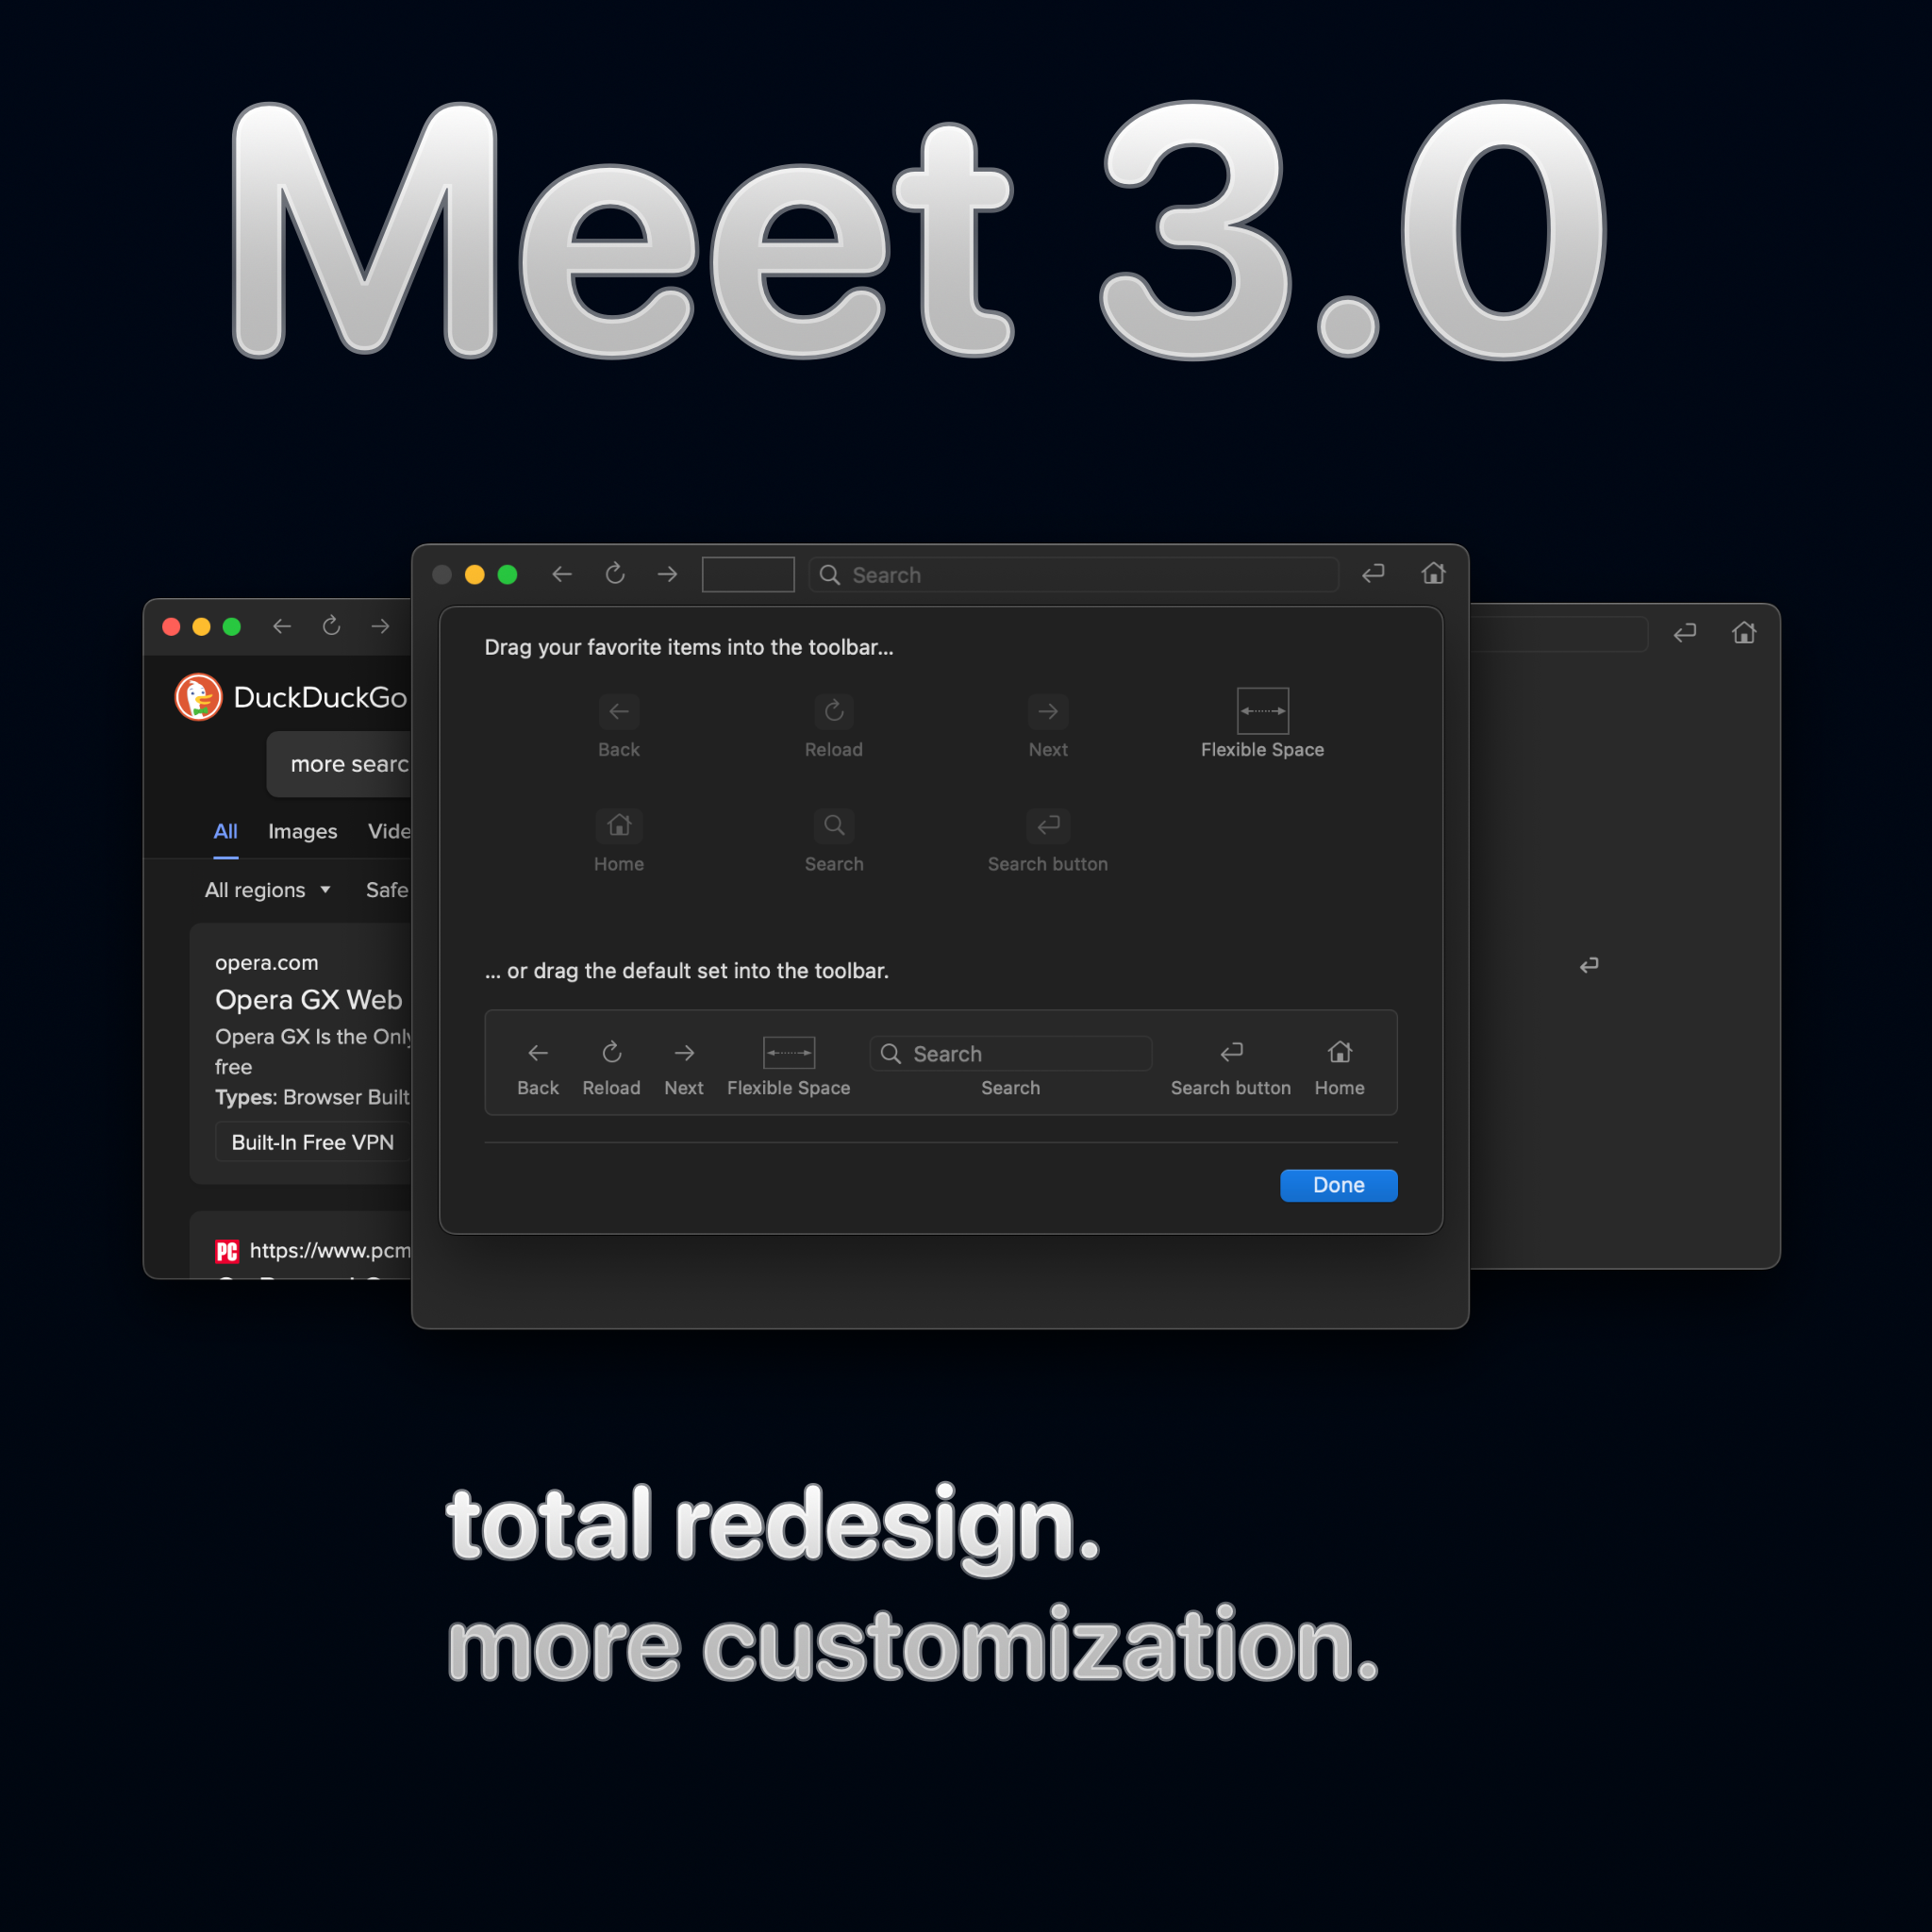 Meet 3.0
Search
Drag your favorite items into the toolbar...
Back Reload Next Flexible Space
Home Search Search button
... or drag the default set into the toolbar.
Search
Back Reload Next Flexible Space Search Search button Home
Done
DuckDuckGo
more searc
All Images Vide
All regions Safe
opera.com
Opera GX Web
Opera GX Is the Only
free
Types: Browser Built
Built-In Free VPN
PC https://www.pcm
total redesign.
more customization.